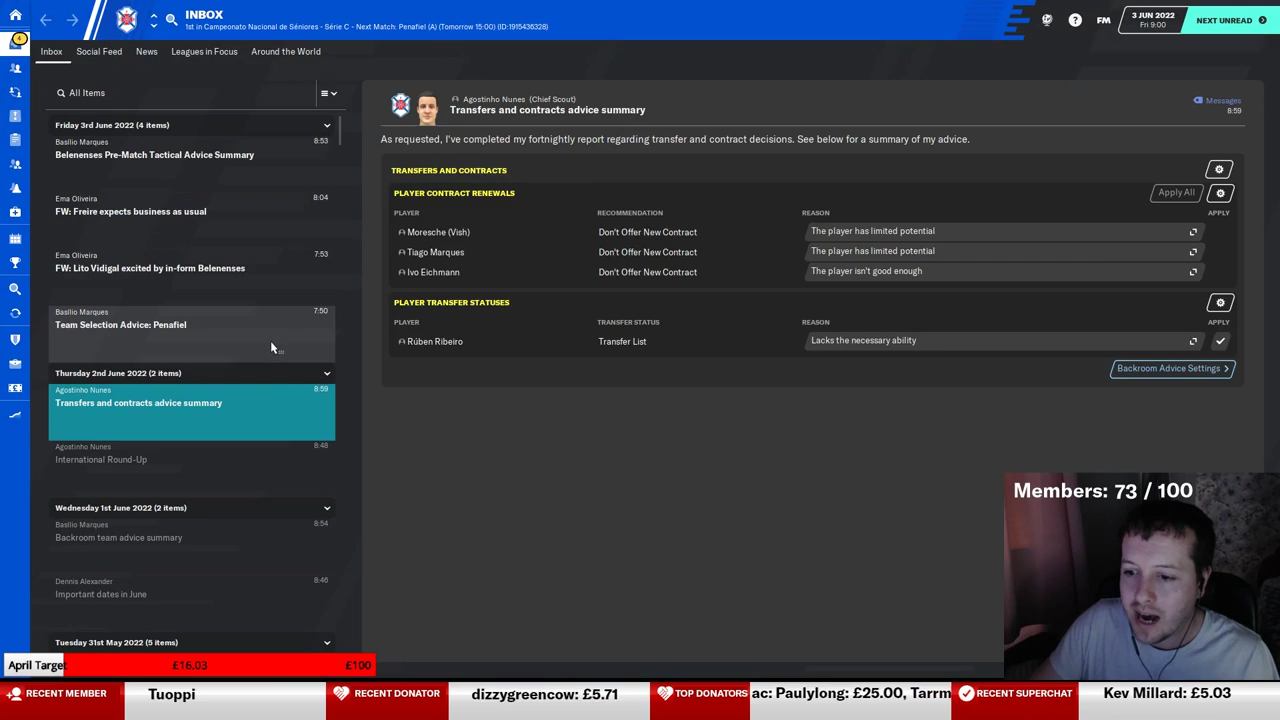 INBOX
1st in Campeonato Nacional de Séniores - Série C - Next Match: Penafiel (A) (Tomorrow 15:00) (ID:1915436328)
FM
3 JUN 2022
Fri 9:00
NEXT UNREAD
4
Inbox
Social Feed
News
Leagues in Focus
Around the World
All Items
Friday 3rd June 2022 (4 items)
Basílio Marques
8:53
Belenenses Pre-Match Tactical Advice Summary
Ema Oliveira
8:04
FW: Freire expects business as usual
Ema Oliveira
7:53
FW: Lito Vidigal excited by in-form Belenenses
Basílio Marques
7:50
Team Selection Advice: Penafiel
Thursday 2nd June 2022 (2 items)
Agostinho Nunes
8:59
Transfers and contracts advice summary
Agostinho Nunes
8:48
International Round-Up
Wednesday 1st June 2022 (2 items)
Basílio Marques
8:54
Backroom team advice summary
Dennis Alexander
8:46
Important dates in June
Tuesday 31st May 2022 (5 items)
Agostinho Nunes (Chief Scout)
Transfers and contracts advice summary
Messages
8:59
As requested, I've completed my fortnightly report regarding transfer and contract decisions. See below for a summary of my advice.
TRANSFERS AND CONTRACTS
PLAYER CONTRACT RENEWALS
Apply All
PLAYER RECOMMENDATION REASON APPLY
Moresche (Vish) Don't Offer New Contract The player has limited potential
Tiago Marques Don't Offer New Contract The player has limited potential
Ivo Eichmann Don't Offer New Contract The player isn't good enough
PLAYER TRANSFER STATUSES
PLAYER TRANSFER STATUS REASON APPLY
Rúben Ribeiro Transfer List Lacks the necessary ability
Backroom Advice Settings
Members: 73 / 100
April Target £16.03 £100
RECENT MEMBER Tuoppi
RECENT DONATOR dizzygreencow: £5.71
TOP DONATORS ac: Paulylong: £25.00, Tarrm
RECENT SUPERCHAT Kev Millard: £5.03